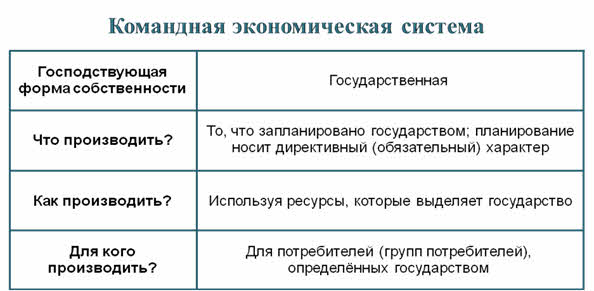 Командная экономическая система
Господствующая
форма собственности
Государственная
Что производить?
То, что запланировано государством; планирование
носит директивный (обязательный) характер
Как производить?
Используя ресурсы, которые выделяет государство
Для кого
производить?
Для потребителей (групп потребителей),
определённых государством